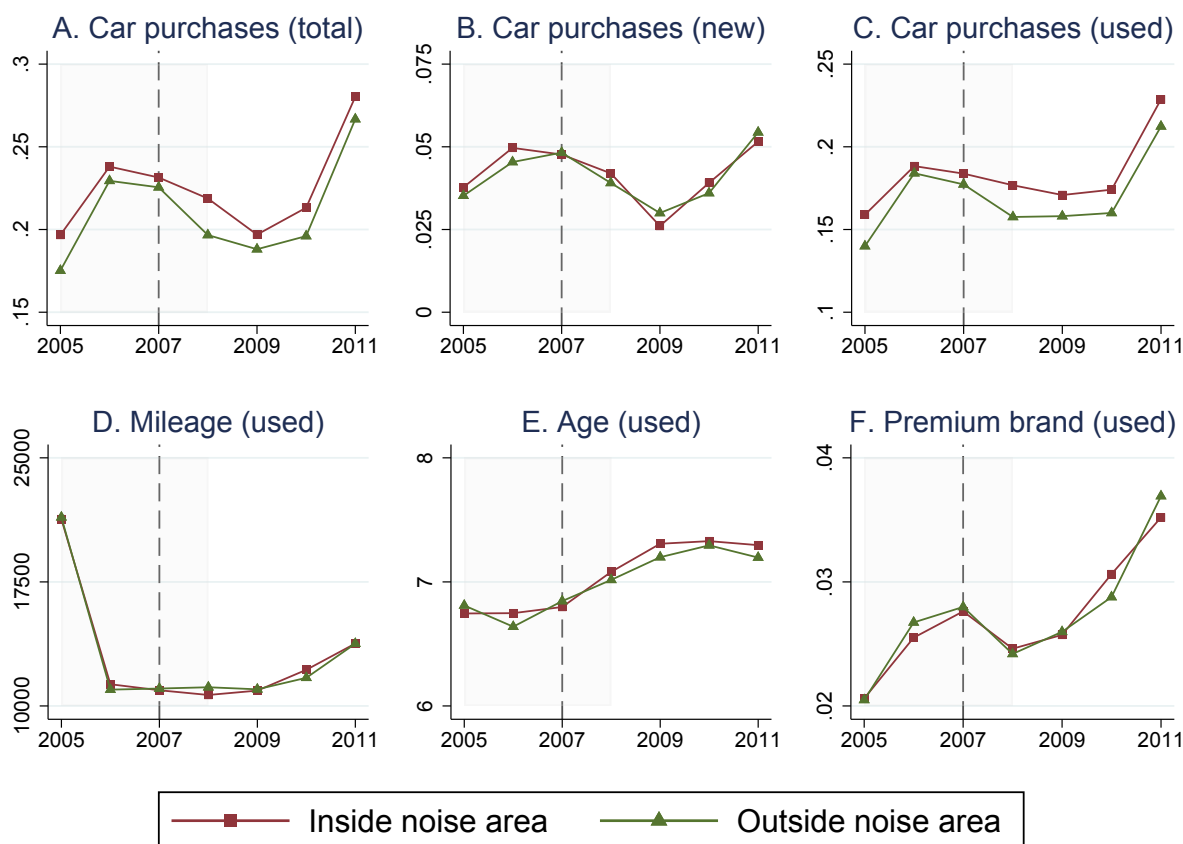 A. Car purchases (total)
B. Car purchases (new)
C. Car purchases (used)
.3
.25
.2
.15
2005 2007 2009 2011
.075
.05
.025
0
2005 2007 2009 2011
.25
.2
.15
.1
2005 2007 2009 2011
D. Mileage (used)
E. Age (used)
F. Premium brand (used)
25000
17500
10000
2005 2007 2009 2011
8
7
6
2005 2007 2009 2011
.04
.03
.02
2005 2007 2009 2011
Inside noise area
Outside noise area